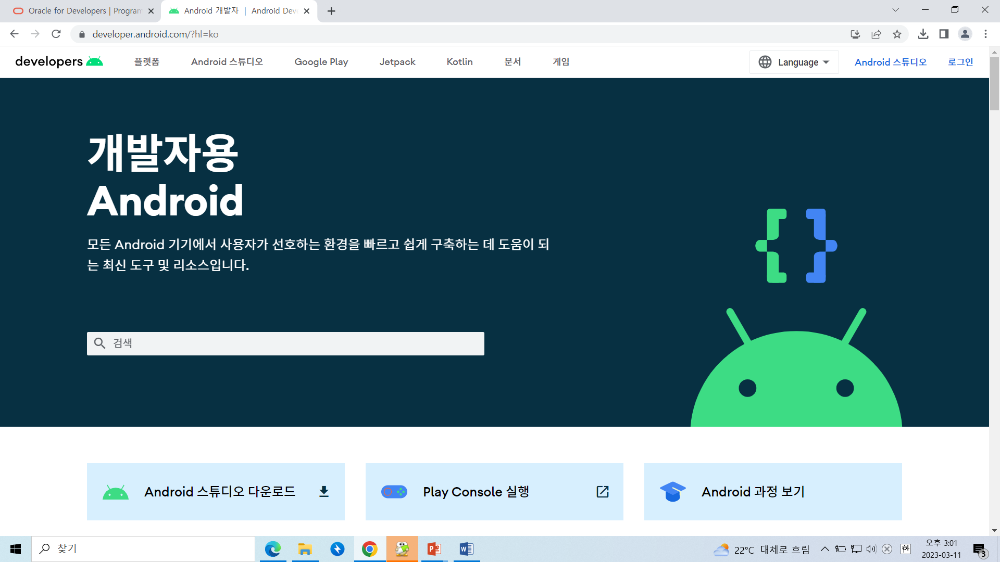 Oracle for Developers | Program
Android 개발자 | Android Deve
developer.android.com/?hl=ko
developers
플랫폼
Android 스튜디오
Google Play
Jetpack
Kotlin
문서
게임
Language
Android 스튜디오
로그인
개발자용
Android
모든 Android 기기에서 사용자가 선호하는 환경을 빠르고 쉽게 구축하는 데 도움이 되
는 최신 도구 및 리소스입니다.
검색
Android 스튜디오 다운로드
Play Console 실행
Android 과정 보기
찾기
22°C 대체로 흐림
한
오후 3:01
2023-03-11
3